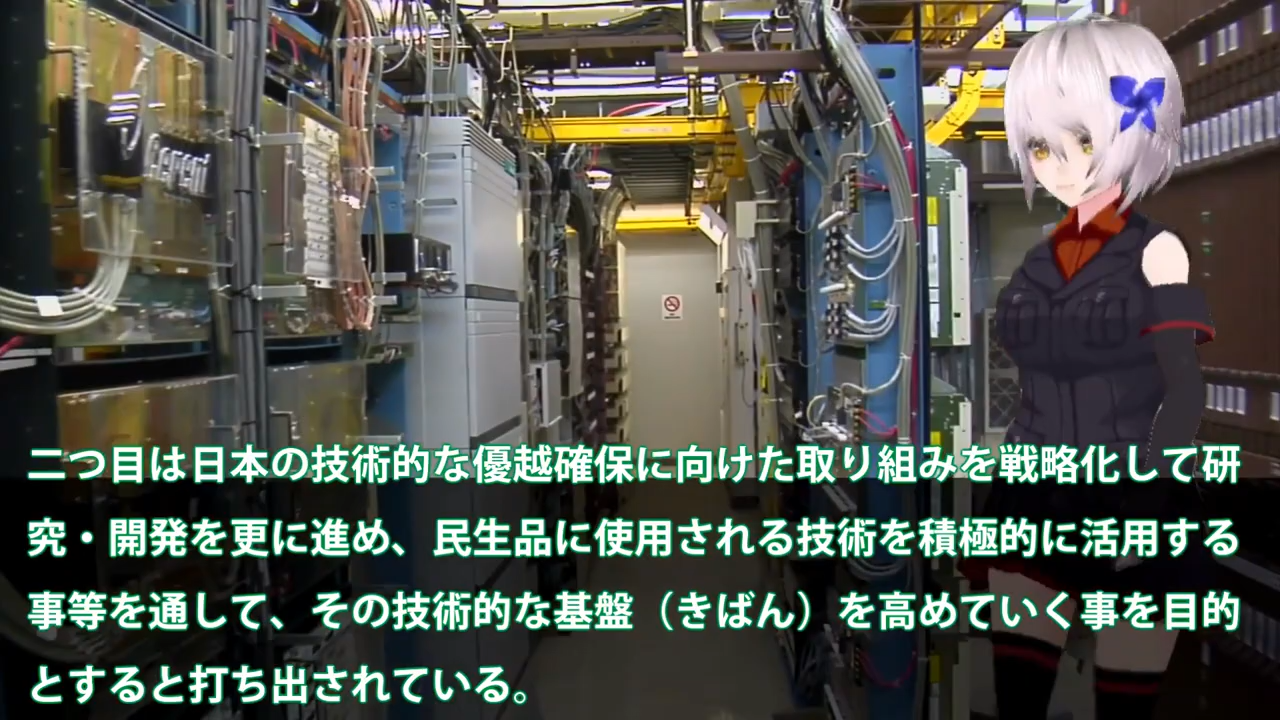 二つ目は日本の技術的な優越確保に向けた取り組みを戦略化して研
究・開発を更に進め、民生品に使用される技術を積極的に活用する
事等を通して、その技術的な基盤（きばん）を高めていく事を目的
とすると打ち出されている。